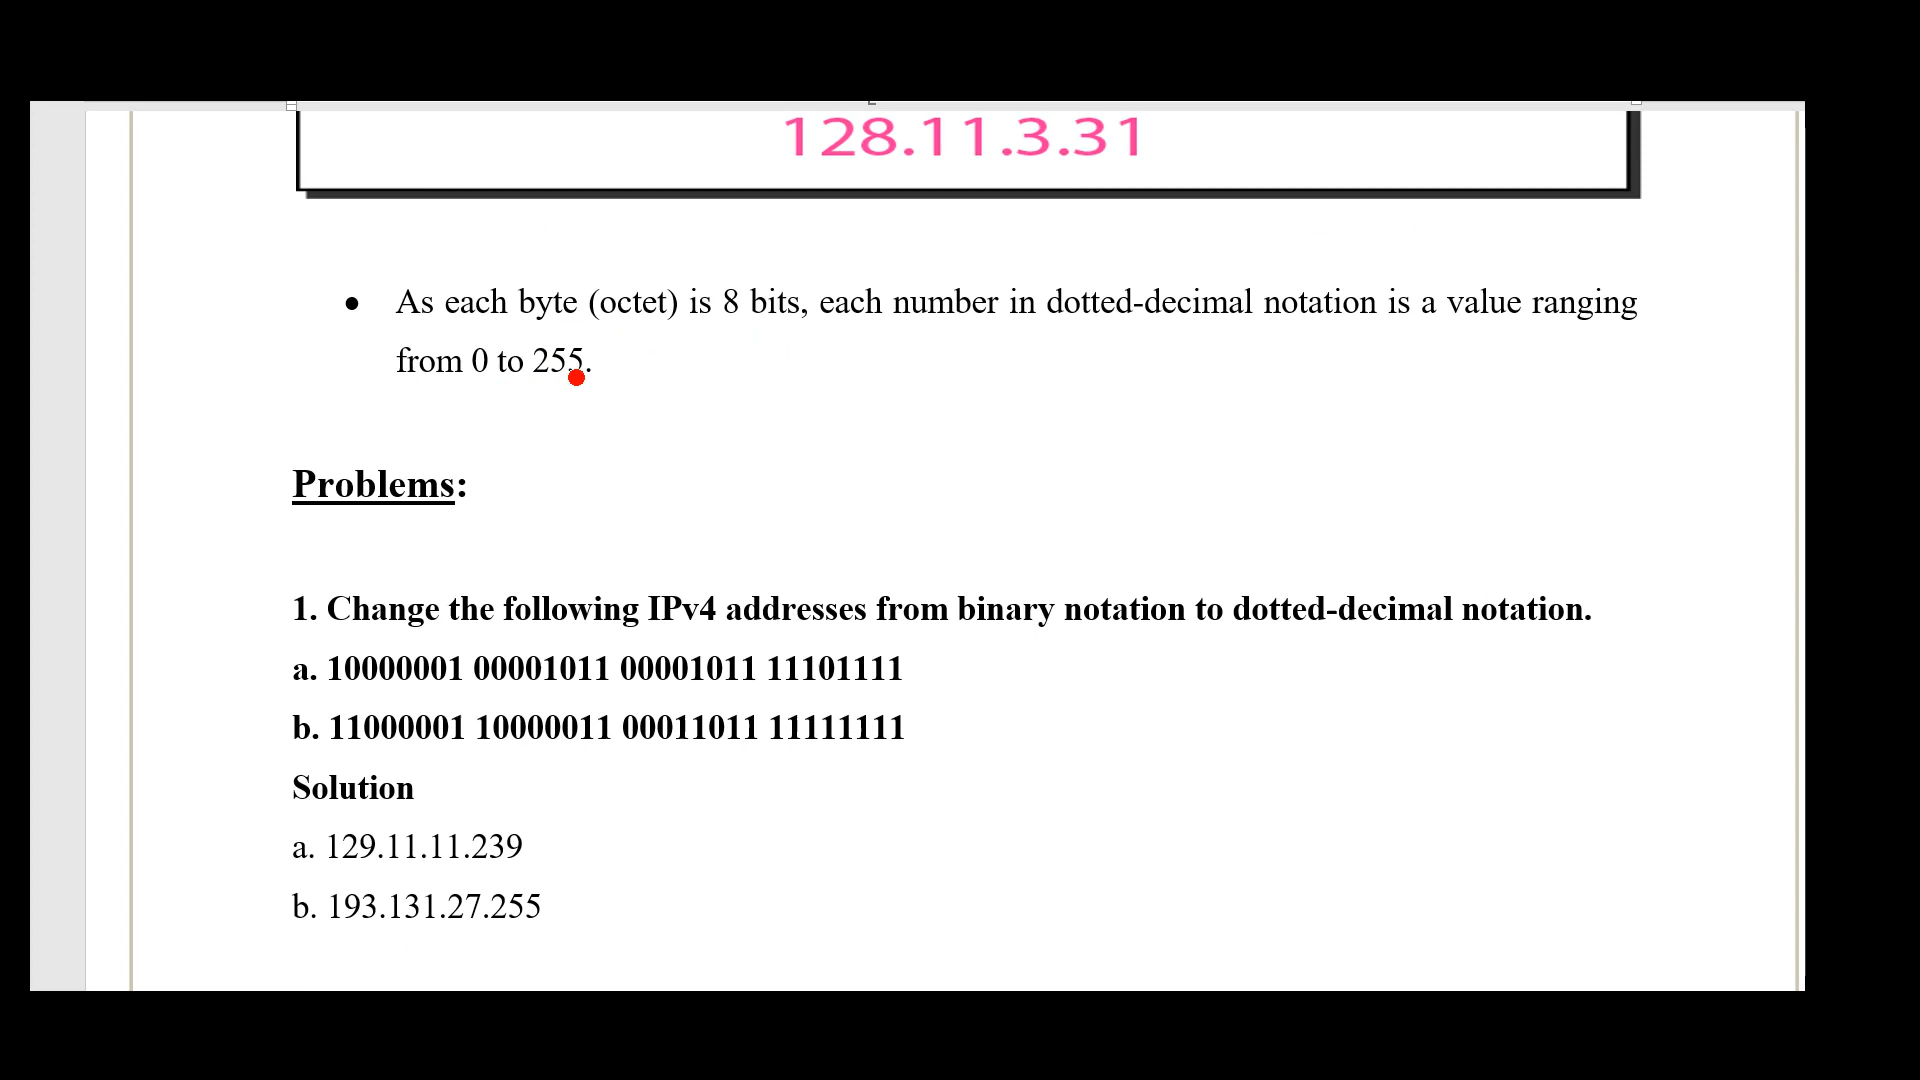 128.11.3.31
• As each byte (octet) is 8 bits, each number in dotted-decimal notation is a value ranging
from 0 to 255.
Problems:
1. Change the following IPv4 addresses from binary notation to dotted-decimal notation.
a. 10000001 00001011 00001011 11101111
b. 11000001 10000011 00011011 11111111
Solution
a. 129.11.11.239
b. 193.131.27.255